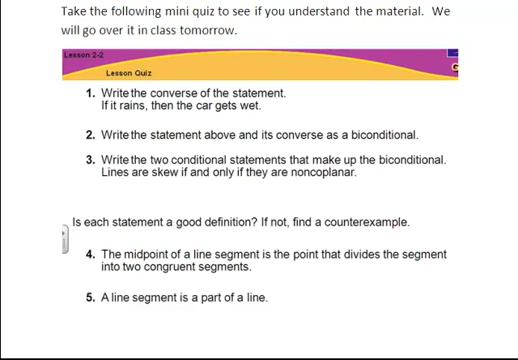 Take the following mini quiz to see if you understand the material. We
will go over it in class tomorrow.
Lesson 2-2
Lesson Quiz
1. Write the converse of the statement.
If it rains, then the car gets wet.
2. Write the statement above and its converse as a biconditional.
3. Write the two conditional statements that make up the biconditional.
Lines are skew if and only if they are noncoplanar.
Is each statement a good definition? If not, find a counterexample.
4. The midpoint of a line segment is the point that divides the segment
into two congruent segments.
5. A line segment is a part of a line.